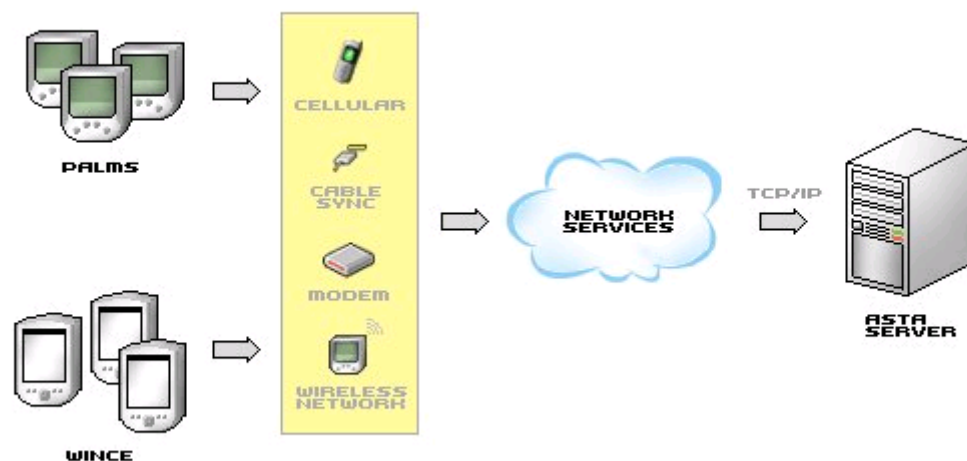 PALMS
WINCE
CELLULAR
CABLE
SYNC
MODEM
WIRELESS
NETWORK
NETWORK
SERVICES
TCP/IP
ASTA
SERVER